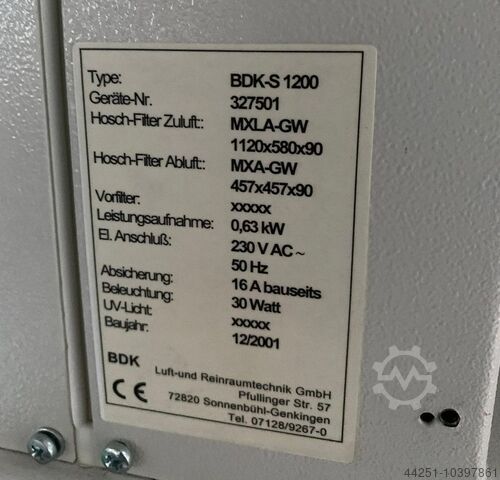 Type: BDK-S 1200
Geräte-Nr. 327501
Hosch-Filter Zuluft:: MXLA-GW
1120x580x90
Hosch-Filter Abluft:: MXA-GW
457x457x90
Vorfilter: xxxxx
Leistungsaufnahme: 0,63 kW
El. Anschluß: 230 V AC ~
50 Hz
Absicherung: 16 A bauseits
Beleuchtung: 30 Watt
UV-Licht: xxxxx
Baujahr: 12/2001
BDK
Luft-und Reinraumtechnik GmbH
Pfullinger Str. 57
72820 Sonnenbühl-Genkingen
Tel. 07128/9267-0
CE
44251-10397861